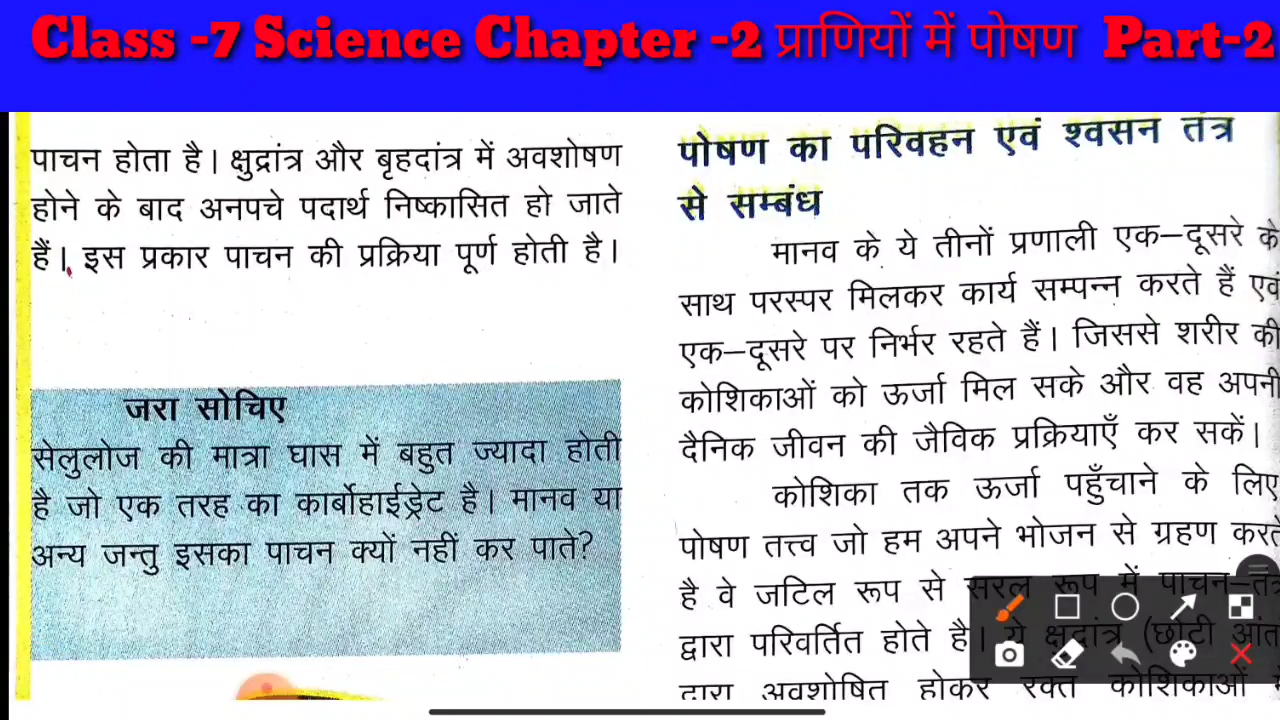 Class -7 Science Chapter -2 प्राणियों में पोषण Part-2
पाचन होता है। क्षुद्रांत्र और बृहदांत्र में अवशोषण
होने के बाद अनपचे पदार्थ निष्कासित हो जाते
हैं। इस प्रकार पाचन की प्रक्रिया पूर्ण होती है।
जरा सोचिए
सेलुलोज की मात्रा घास में बहुत ज्यादा होती
है जो एक तरह का कार्बोहाईड्रेट है। मानव या
अन्य जन्तु इसका पाचन क्यों नहीं कर पाते?
पोषण का परिवहन एवं श्वसन तंत्र
से सम्बंध
मानव के ये तीनों प्रणाली एक–दूसरे के
साथ परस्पर मिलकर कार्य सम्पन्न करते हैं एवं
एक–दूसरे पर निर्भर रहते हैं। जिससे शरीर की
कोशिकाओं को ऊर्जा मिल सके और वह अपनी
दैनिक जीवन की जैविक प्रक्रियाएँ कर सकें।
कोशिका तक ऊर्जा पहुँचाने के लिए
पोषण तत्त्व जो हम अपने भोजन से ग्रहण करते
है वे जटिल रूप से सरल रूप में पाचन–तंत्र
द्वारा परिवर्तित होते है। ये क्षुद्रांत्र (छोटी आंत
द्वारा अवशोषित होकर रक्त कोशिकाओं